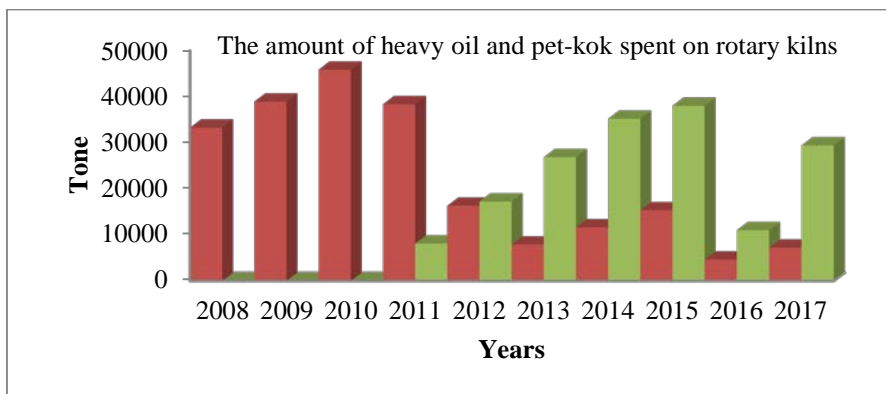 The amount of heavy oil and pet-kok spent on rotary kilns
50000
40000
30000
20000
10000
0
Tone
2008 2009 2010 2011 2012 2013 2014 2015 2016 2017
Years